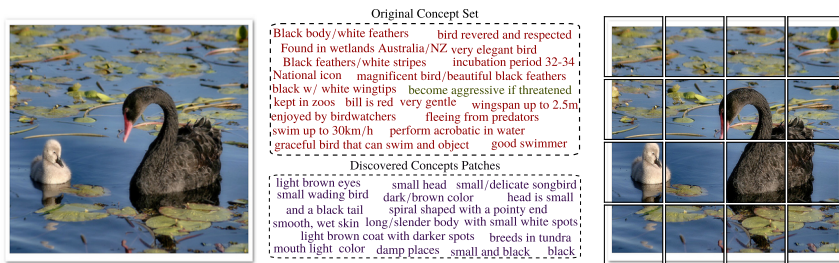 Original Concept Set
Black body/white feathers bird revered and respected
Found in wetlands Australia/NZ very elegant bird
Black feathers/white stripes incubation period 32-34
National icon magnificent bird/beautiful black feathers
black w/ white wingtips become aggressive if threatened
kept in zoos bill is red very gentle wingspan up to 2.5m
enjoyed by birdwatchers fleeing from predators
swim up to 30km/h perform acrobatic in water
graceful bird that can swim and object good swimmer
Discovered Concepts Patches
light brown eyes small head small/delicate songbird
small wading bird dark/brown color head is small
and a black tail spiral shaped with a pointy end
smooth, wet skin long/slender body with small white spots
light brown coat with darker spots breeds in tundra
mouth light color damp places small and black black